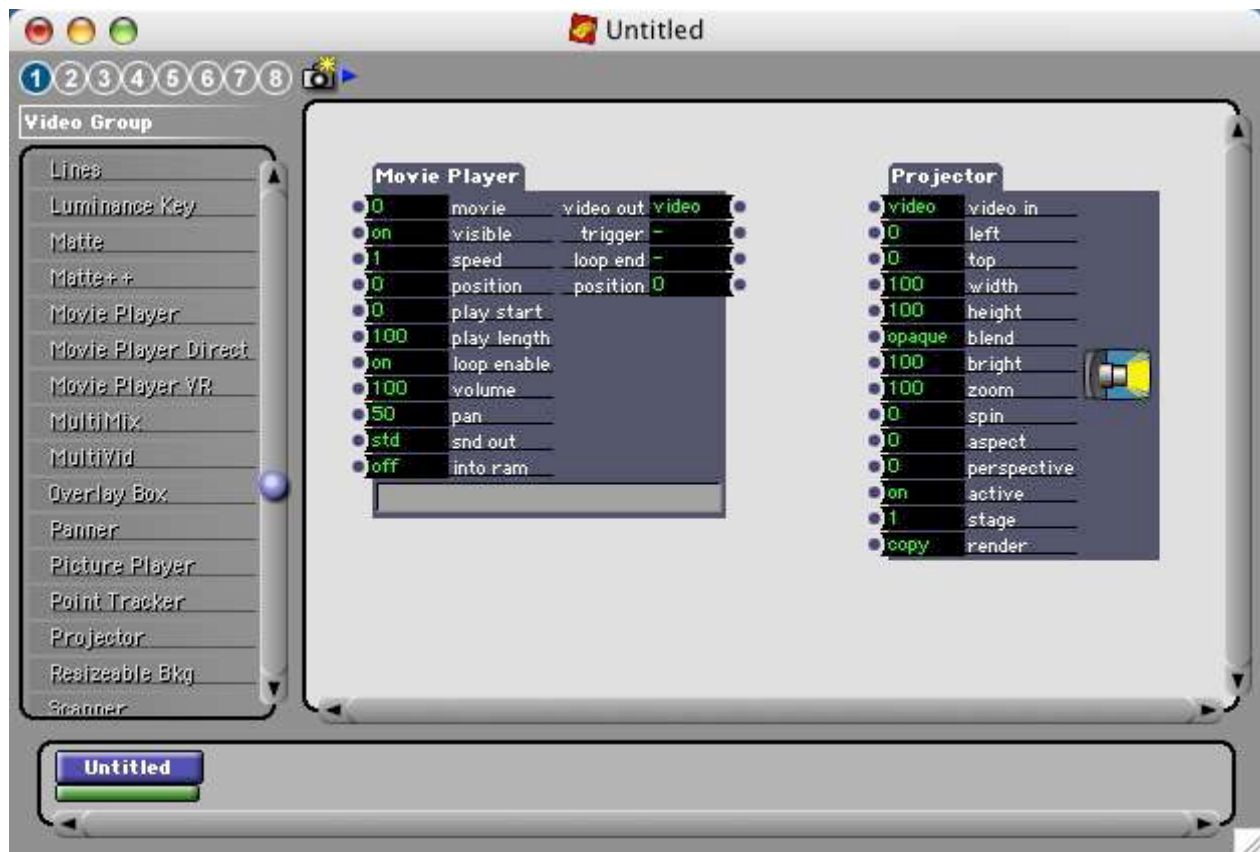 Untitled
1 2 3 4 5 6 7 8
Video Group
Lines
Luminance Key
Matte
Matte++
Movie Player
Movie Player Direct
Movie Player VR
MultiMix
MultiVid
Overlay Box
Panner
Picture Player
Point Tracker
Projector
Resizeable Bkg
Scanner
Movie Player
0 movie video out video
on visible trigger -
1 speed loop end -
0 position position 0
0 play start
100 play length
on loop enable
100 volume
50 pan
std snd out
off into ram
Projector
video video in
0 left
0 top
100 width
100 height
opaque blend
100 bright
100 zoom
0 spin
0 aspect
0 perspective
on active
1 stage
copy render
Untitled